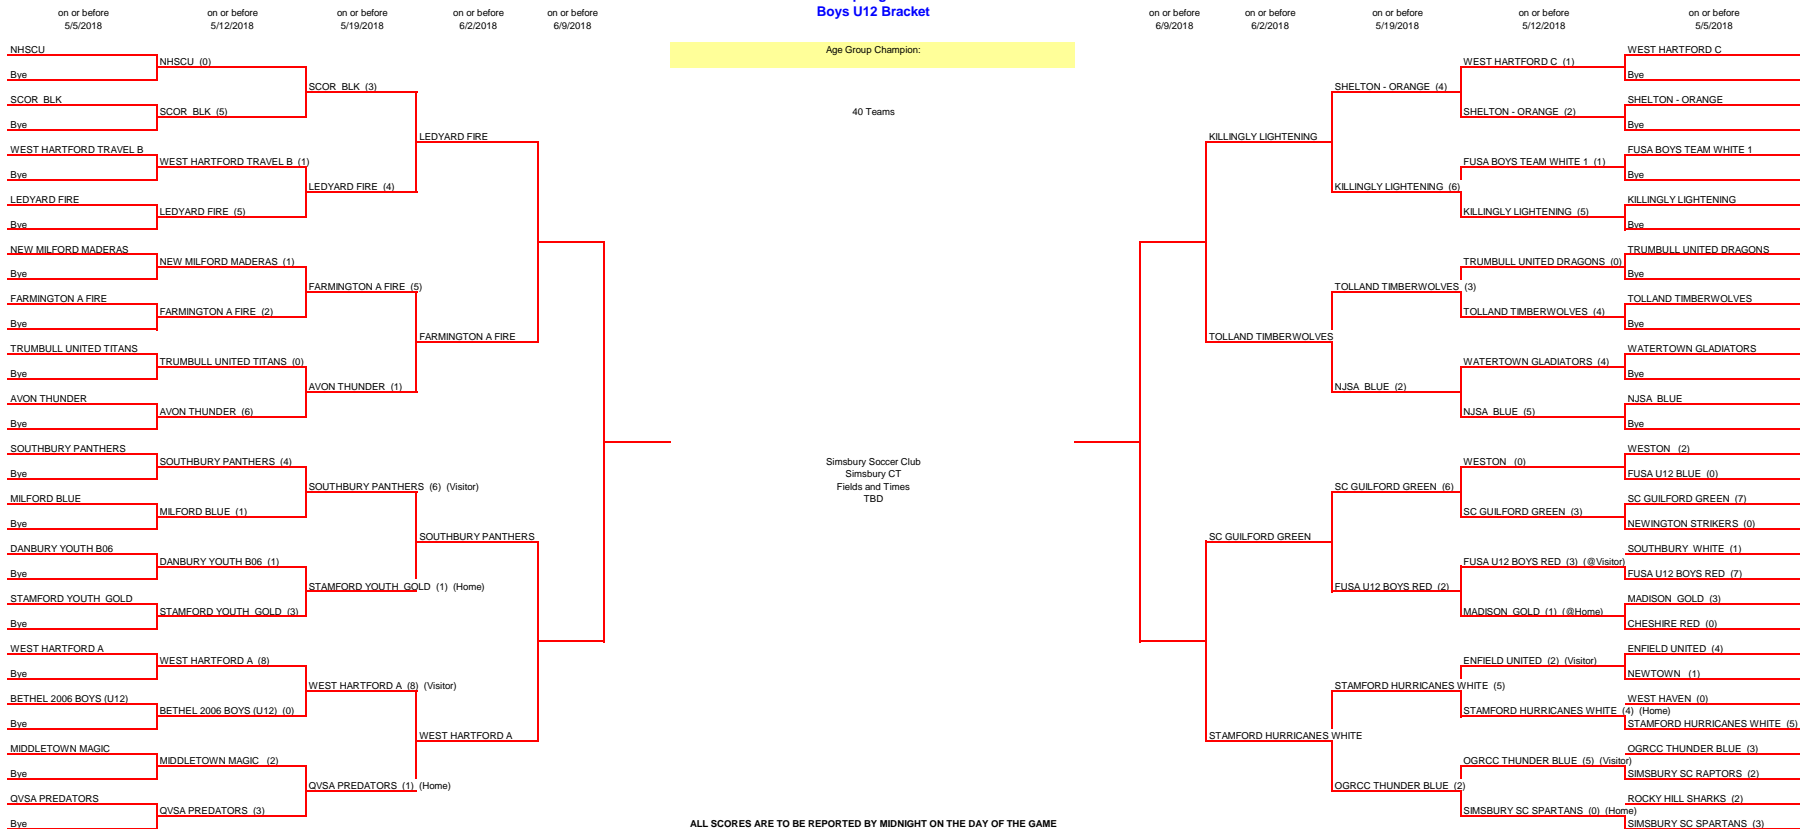 Boys U12 Bracket
on or before
5/5/2018
on or before
5/12/2018
on or before
5/19/2018
on or before
6/2/2018
on or before
6/9/2018
on or before
6/9/2018
on or before
6/2/2018
on or before
5/19/2018
on or before
5/12/2018
on or before
5/5/2018
NHSCU
Bye
SCOR BLK
Bye
WEST HARTFORD TRAVEL B
Bye
LEDYARD FIRE
Bye
NEW MILFORD MADERAS
Bye
FARMINGTON A FIRE
Bye
TRUMBULL UNITED TITANS
Bye
AVON THUNDER
Bye
SOUTHBURY PANTHERS
Bye
MILFORD BLUE
Bye
DANBURY YOUTH B06
Bye
STAMFORD YOUTH GOLD
Bye
WEST HARTFORD A
Bye
BETHEL 2006 BOYS (U12)
Bye
MIDDLETOWN MAGIC
Bye
QVSA PREDATORS
Bye
NHSCU (0)
SCOR BLK (5)
WEST HARTFORD TRAVEL B (1)
LEDYARD FIRE (5)
NEW MILFORD MADERAS (1)
FARMINGTON A FIRE (2)
TRUMBULL UNITED TITANS (0)
AVON THUNDER (6)
SOUTHBURY PANTHERS (4)
MILFORD BLUE (1)
DANBURY YOUTH B06 (1)
STAMFORD YOUTH GOLD (3)
WEST HARTFORD A (8)
BETHEL 2006 BOYS (U12) (0)
MIDDLETOWN MAGIC (2)
QVSA PREDATORS (3)
SCOR BLK (3)
LEDYARD FIRE (4)
FARMINGTON A FIRE (5)
AVON THUNDER (1)
SOUTHBURY PANTHERS (6) (Visitor)
STAMFORD YOUTH GOLD (1) (Home)
WEST HARTFORD A (8) (Visitor)
QVSA PREDATORS (1) (Home)
LEDYARD FIRE
FARMINGTON A FIRE
SOUTHBURY PANTHERS
WEST HARTFORD A
Age Group Champion:
40 Teams
Simsbury Soccer Club
Simsbury CT
Fields and Times
TBD
ALL SCORES ARE TO BE REPORTED BY MIDNIGHT ON THE DAY OF THE GAME
KILLINGLY LIGHTENING
TOLLAND TIMBERWOLVES
SC GUILFORD GREEN
STAMFORD HURRICANES WHITE
SHELTON - ORANGE (4)
KILLINGLY LIGHTENING (6)
TOLLAND TIMBERWOLVES (3)
NJSA BLUE (2)
SC GUILFORD GREEN (6)
FUSA U12 BOYS RED (2)
STAMFORD HURRICANES WHITE (5)
OGRCC THUNDER BLUE (2)
WEST HARTFORD C (1)
SHELTON - ORANGE (2)
FUSA BOYS TEAM WHITE 1 (1)
KILLINGLY LIGHTENING (5)
TRUMBULL UNITED DRAGONS (0)
TOLLAND TIMBERWOLVES (4)
WATERTOWN GLADIATORS (4)
NJSA BLUE (5)
WESTON (0)
SC GUILFORD GREEN (3)
FUSA U12 BOYS RED (3) (@Visitor)
MADISON GOLD (1) (@Home)
ENFIELD UNITED (2) (Visitor)
STAMFORD HURRICANES WHITE (4) (Home)
OGRCC THUNDER BLUE (5) (Visitor)
SIMSBURY SC SPARTANS (0) (Home)
WEST HARTFORD C
Bye
SHELTON - ORANGE
Bye
FUSA BOYS TEAM WHITE 1
Bye
KILLINGLY LIGHTENING
Bye
TRUMBULL UNITED DRAGONS
Bye
TOLLAND TIMBERWOLVES
Bye
WATERTOWN GLADIATORS
Bye
NJSA BLUE
Bye
WESTON (2)
FUSA U12 BLUE (0)
SC GUILFORD GREEN (7)
NEWINGTON STRIKERS (0)
SOUTHBURY WHITE (1)
FUSA U12 BOYS RED (7)
MADISON GOLD (3)
CHESHIRE RED (0)
ENFIELD UNITED (4)
NEWTOWN (1)
WEST HAVEN (0)
STAMFORD HURRICANES WHITE (5)
OGRCC THUNDER BLUE (3)
SIMSBURY SC RAPTORS (2)
ROCKY HILL SHARKS (2)
SIMSBURY SC SPARTANS (3)